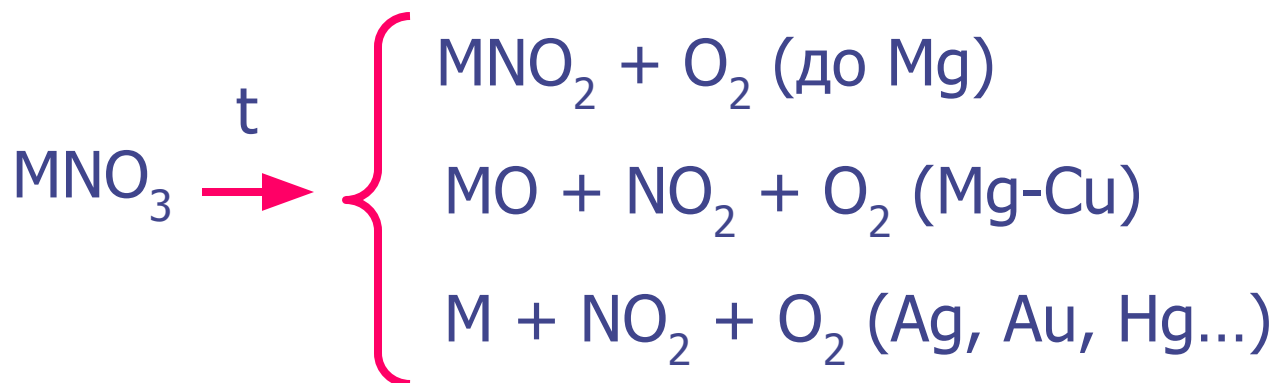 MNO₂ + O₂ (до Mg)
t
MNO₃
MO + NO₂ + O₂ (Mg-Cu)
M + NO₂ + O₂ (Ag, Au, Hg...)